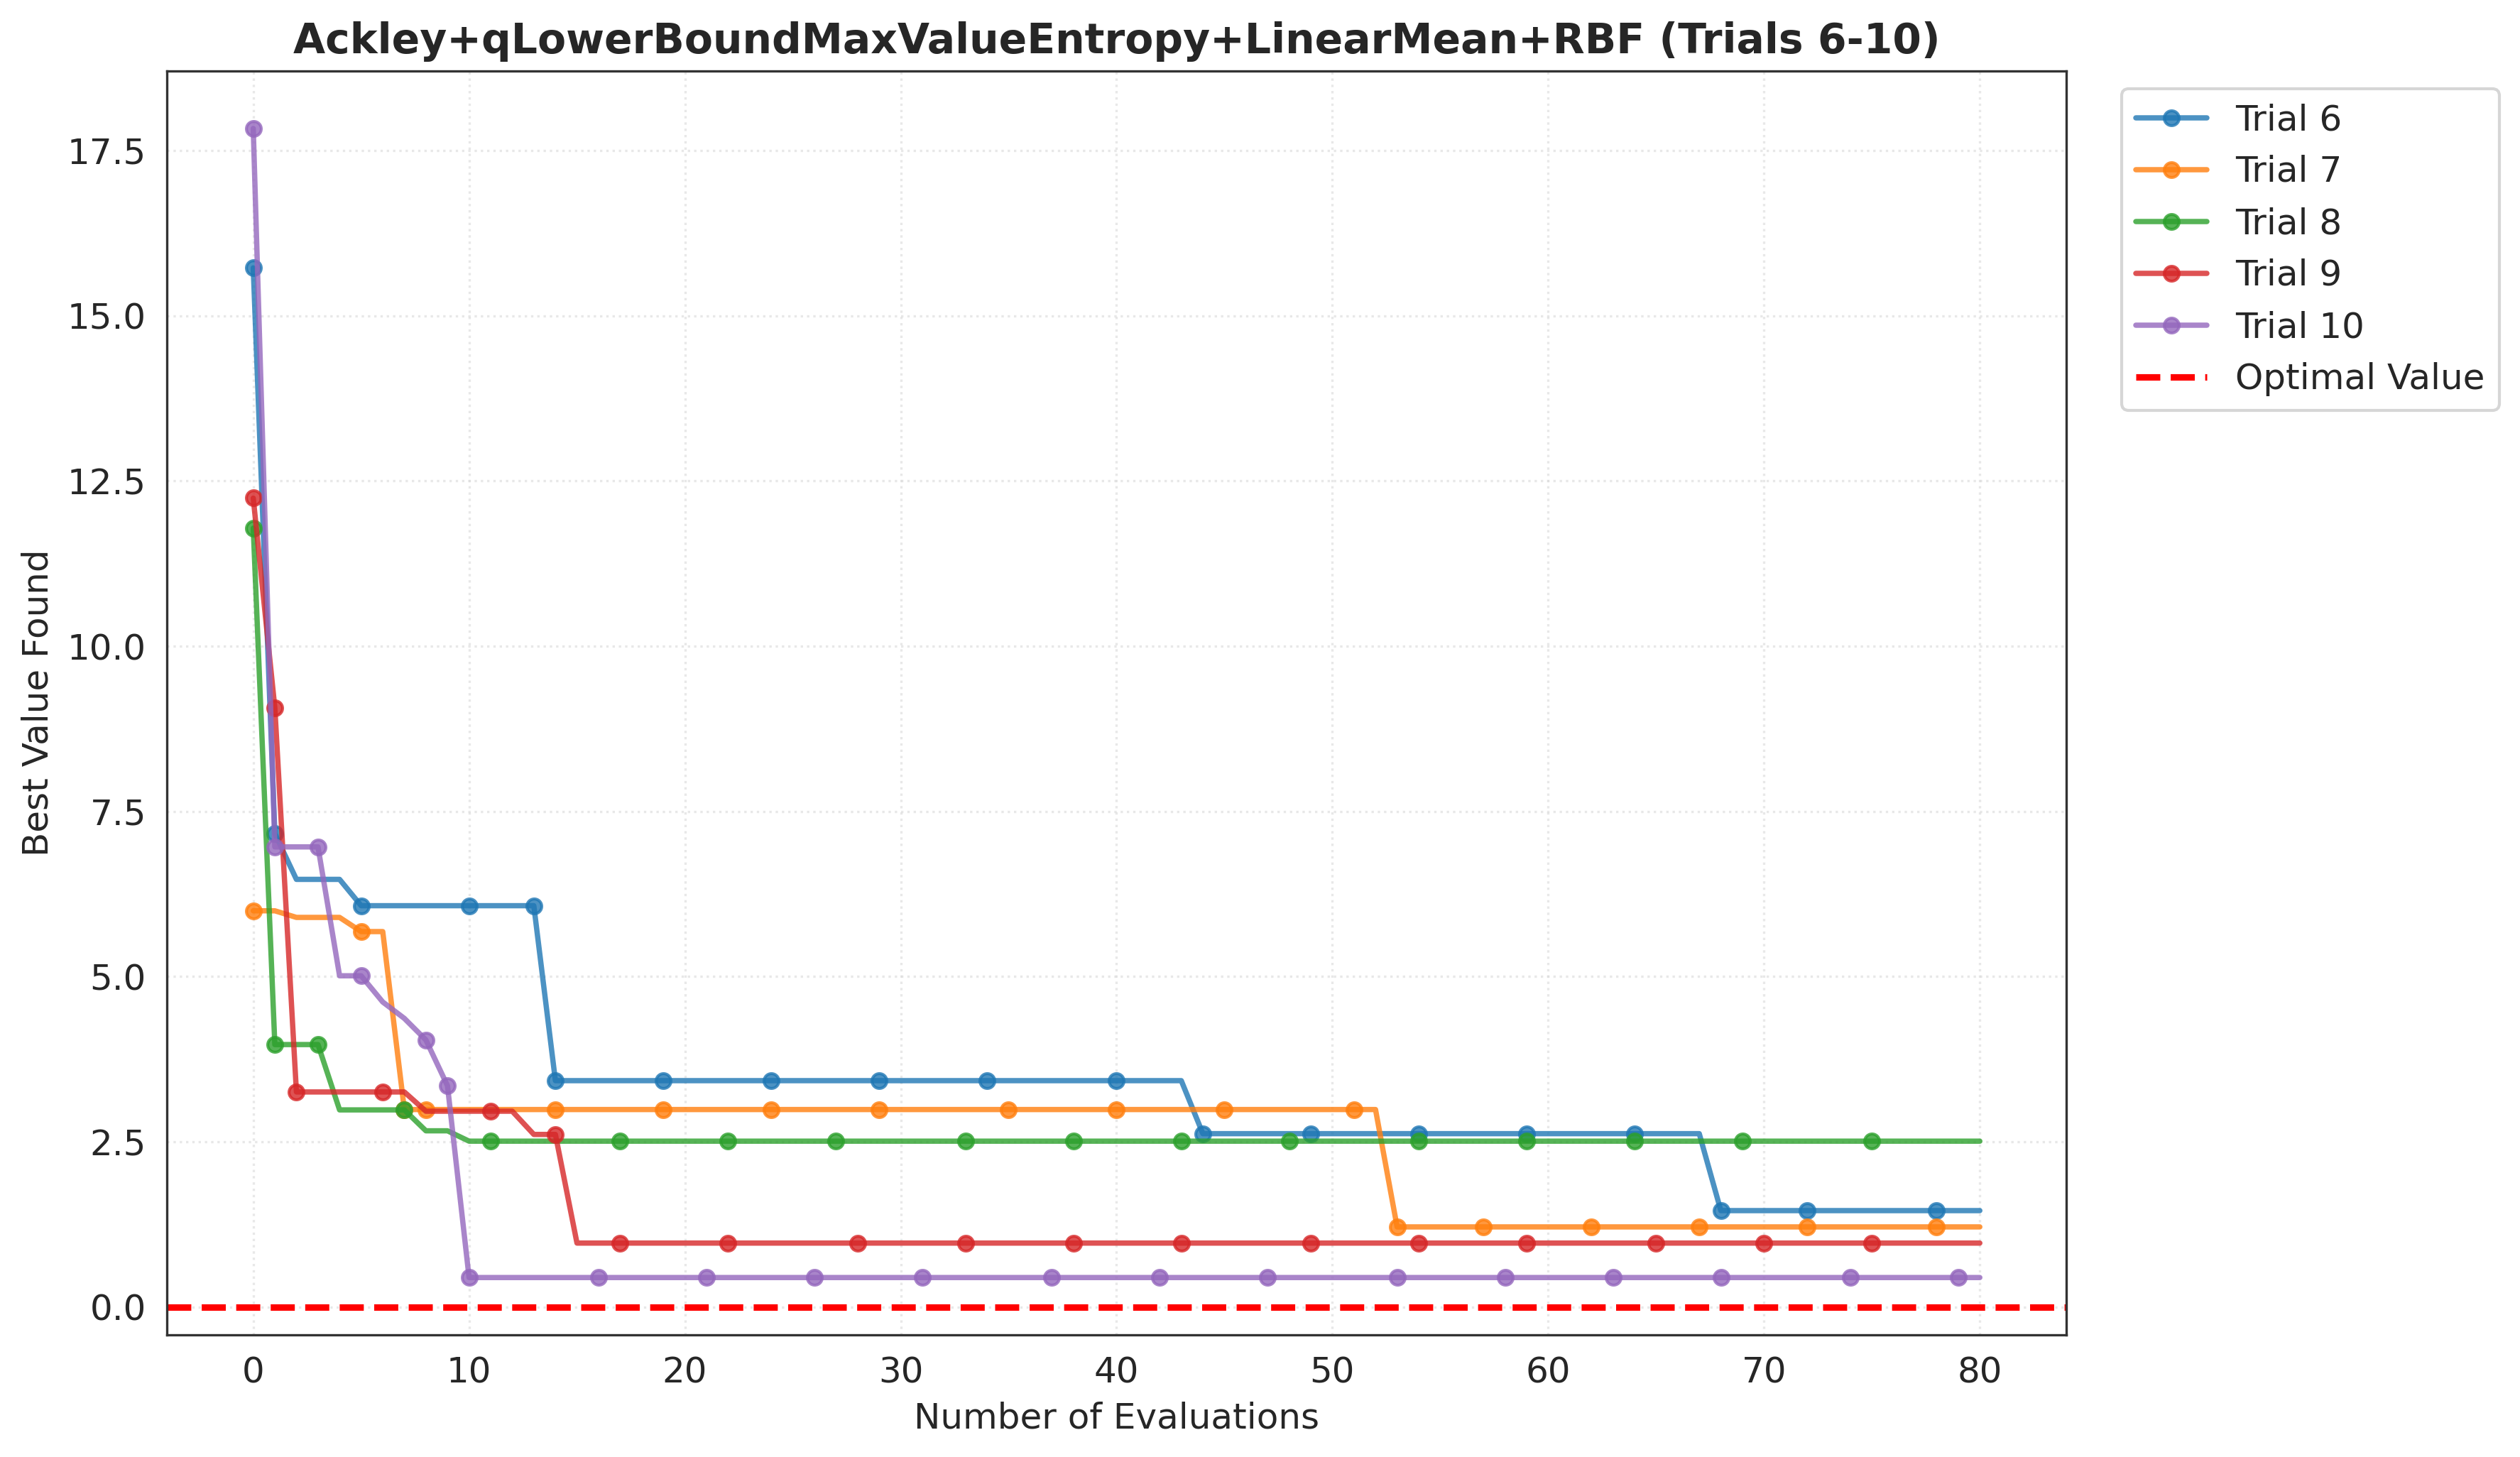 Ackley+qLowerBoundMaxValueEntropy+LinearMean+RBF (Trials 6-10)
Best Value Found
17.5
15.0
12.5
10.0
7.5
5.0
2.5
0.0
0 10 20 30 40 50 60 70 80
Number of Evaluations
Trial 6
Trial 7
Trial 8
Trial 9
Trial 10
Optimal Value